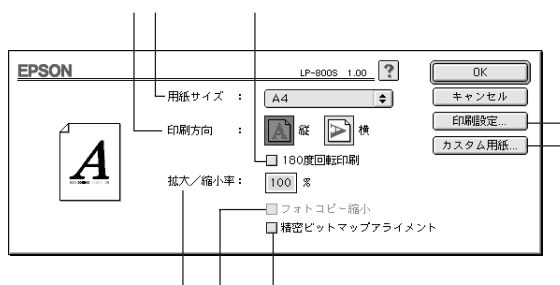 EPSON
LP-800S 1.00 ?
OK
用紙サイズ : A4
キャンセル
印刷方向 : 縦 横
印刷設定...
180度回転印刷
カスタム用紙...
拡大/縮小率 : 100 %
フォトコピー縮小
精密ビットマップアライメント
A